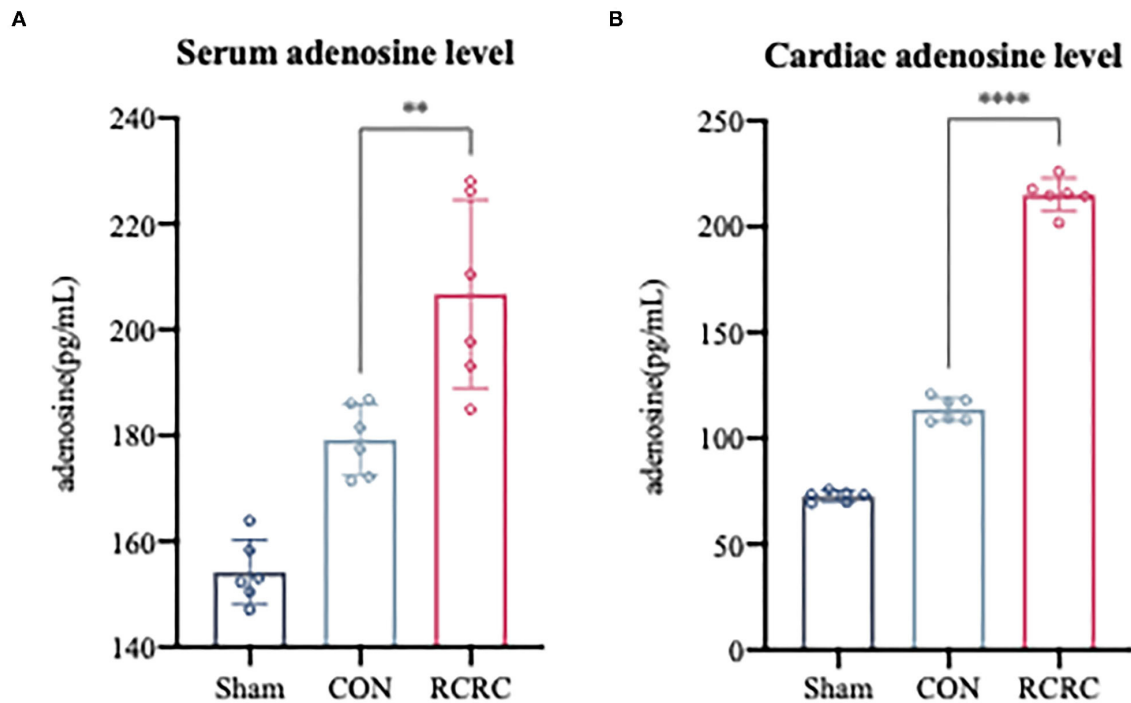 A
Serum adenosine level
**
240
220
200
180
160
140
adenosine(pg/mL)
Sham CON RCRC
B
Cardiac adenosine level
****
250
200
150
100
50
0
adenosine(pg/mL)
Sham CON RCRC